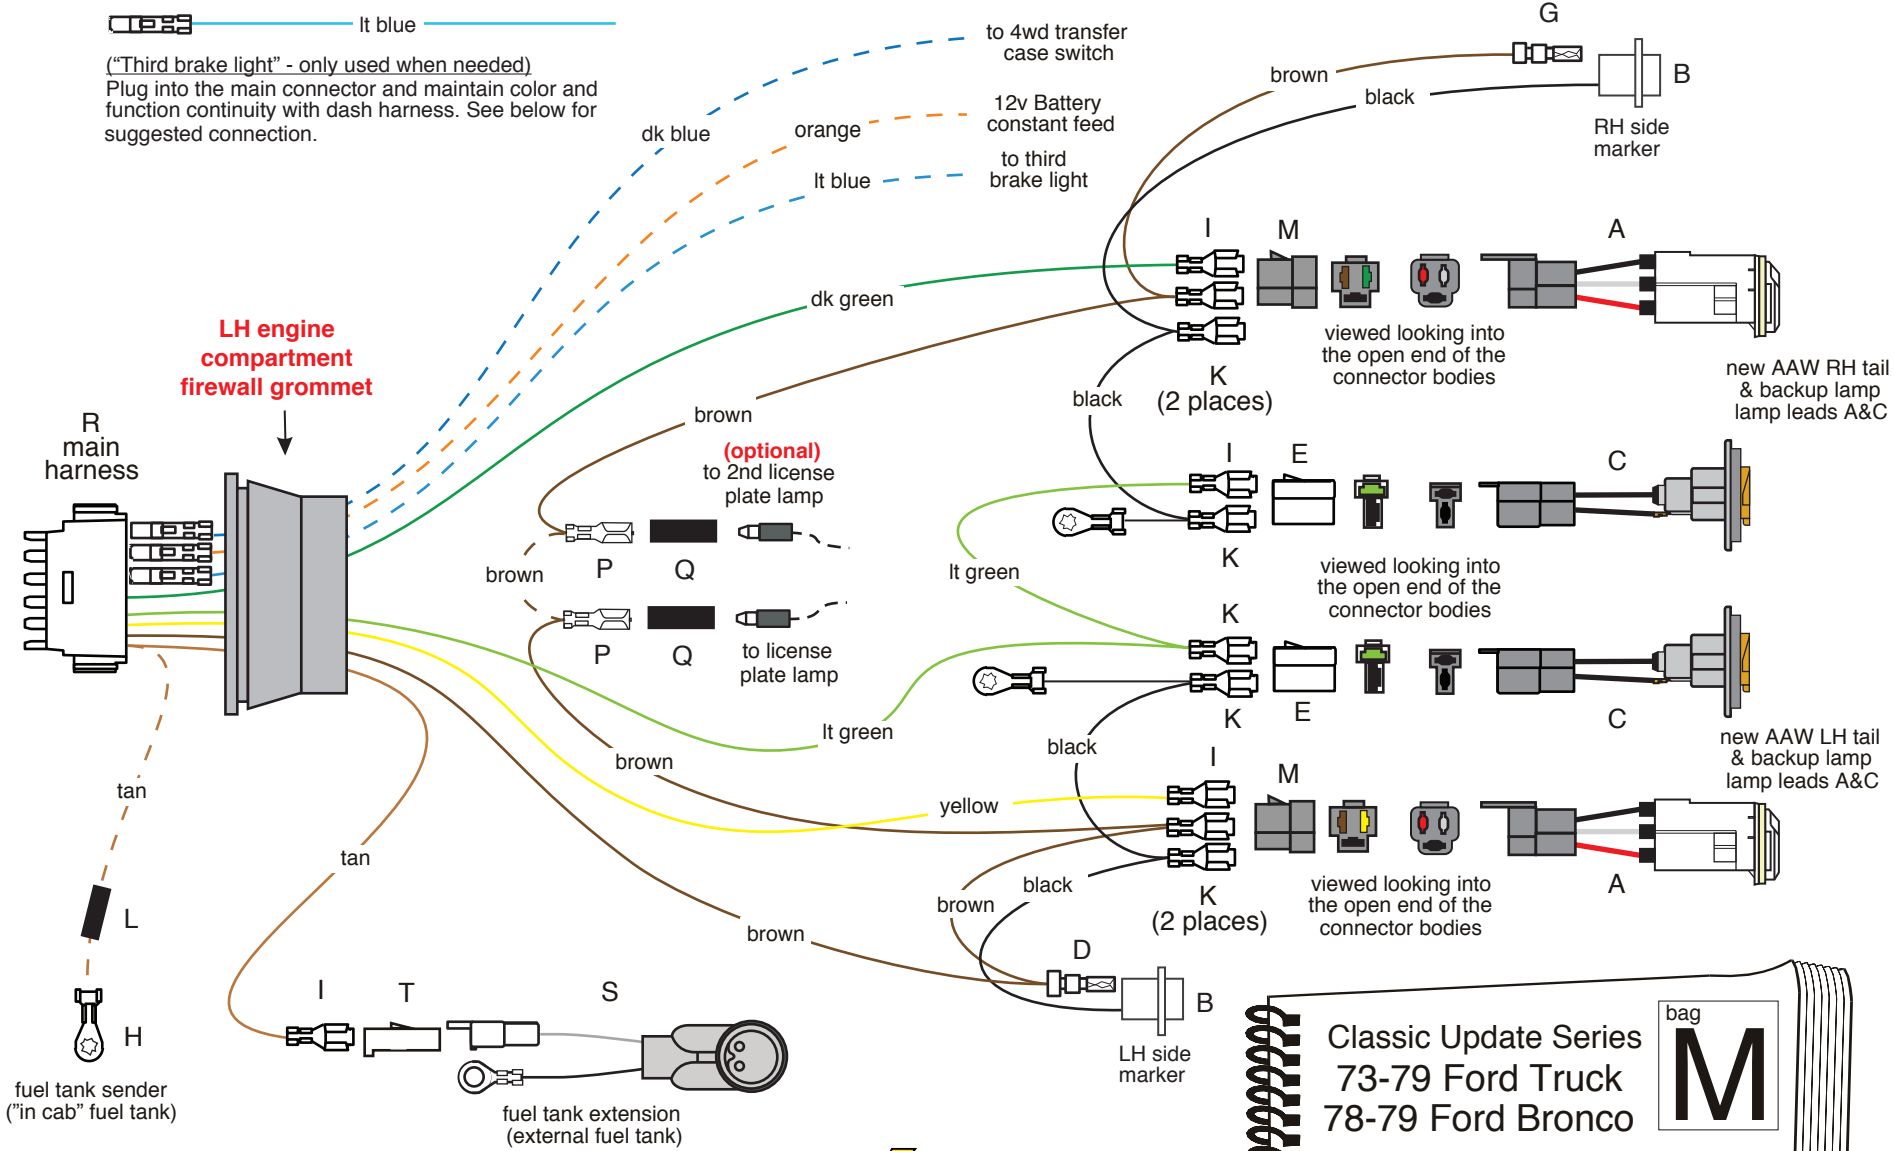 lt blue
("Third brake light" - only used when needed)
Plug into the main connector and maintain color and
function continuity with dash harness. See below for
suggested connection.
to 4wd transfer
case switch
dk blue
12v Battery
constant feed
orange
to third
brake light
lt blue
G
brown
B
black
RH side
marker
I
M
A
dk green
viewed looking into
the open end of the
connector bodies
K
(2 places)
new AAW RH tail
& backup lamp
lamp leads A&C
LH engine
compartment
firewall grommet
R
main
harness
brown
black
(optional)
to 2nd license
plate lamp
I
E
C
K
brown
P
Q
lt green
viewed looking into
the open end of the
connector bodies
K
P
Q
to license
plate lamp
K
E
C
lt green
new AAW LH tail
& backup lamp
lamp leads A&C
black
brown
I
M
tan
yellow
tan
black
K
(2 places)
viewed looking into
the open end of the
connector bodies
A
brown
brown
L
D
B
I
T
S
H
LH side
marker
fuel tank sender
("in cab" fuel tank)
fuel tank extension
(external fuel tank)
Classic Update Series
73-79 Ford Truck
78-79 Ford Bronco
bag
M